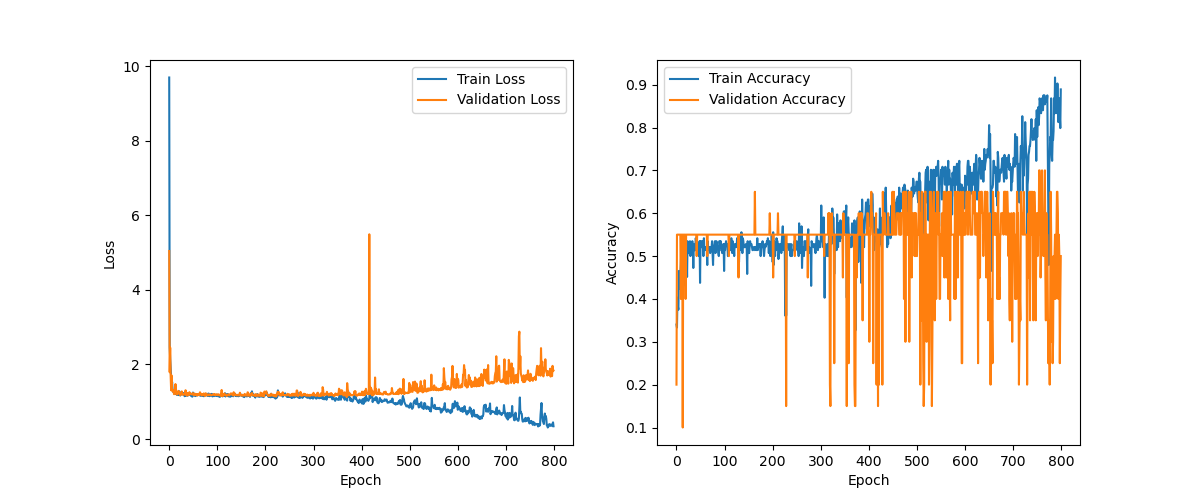 10
8
6
4
2
0
Loss
0 100 200 300 400 500 600 700 800
Epoch
Train Loss
Validation Loss
0.9
0.8
0.7
0.6
0.5
0.4
0.3
0.2
0.1
Accuracy
0 100 200 300 400 500 600 700 800
Epoch
Train Accuracy
Validation Accuracy